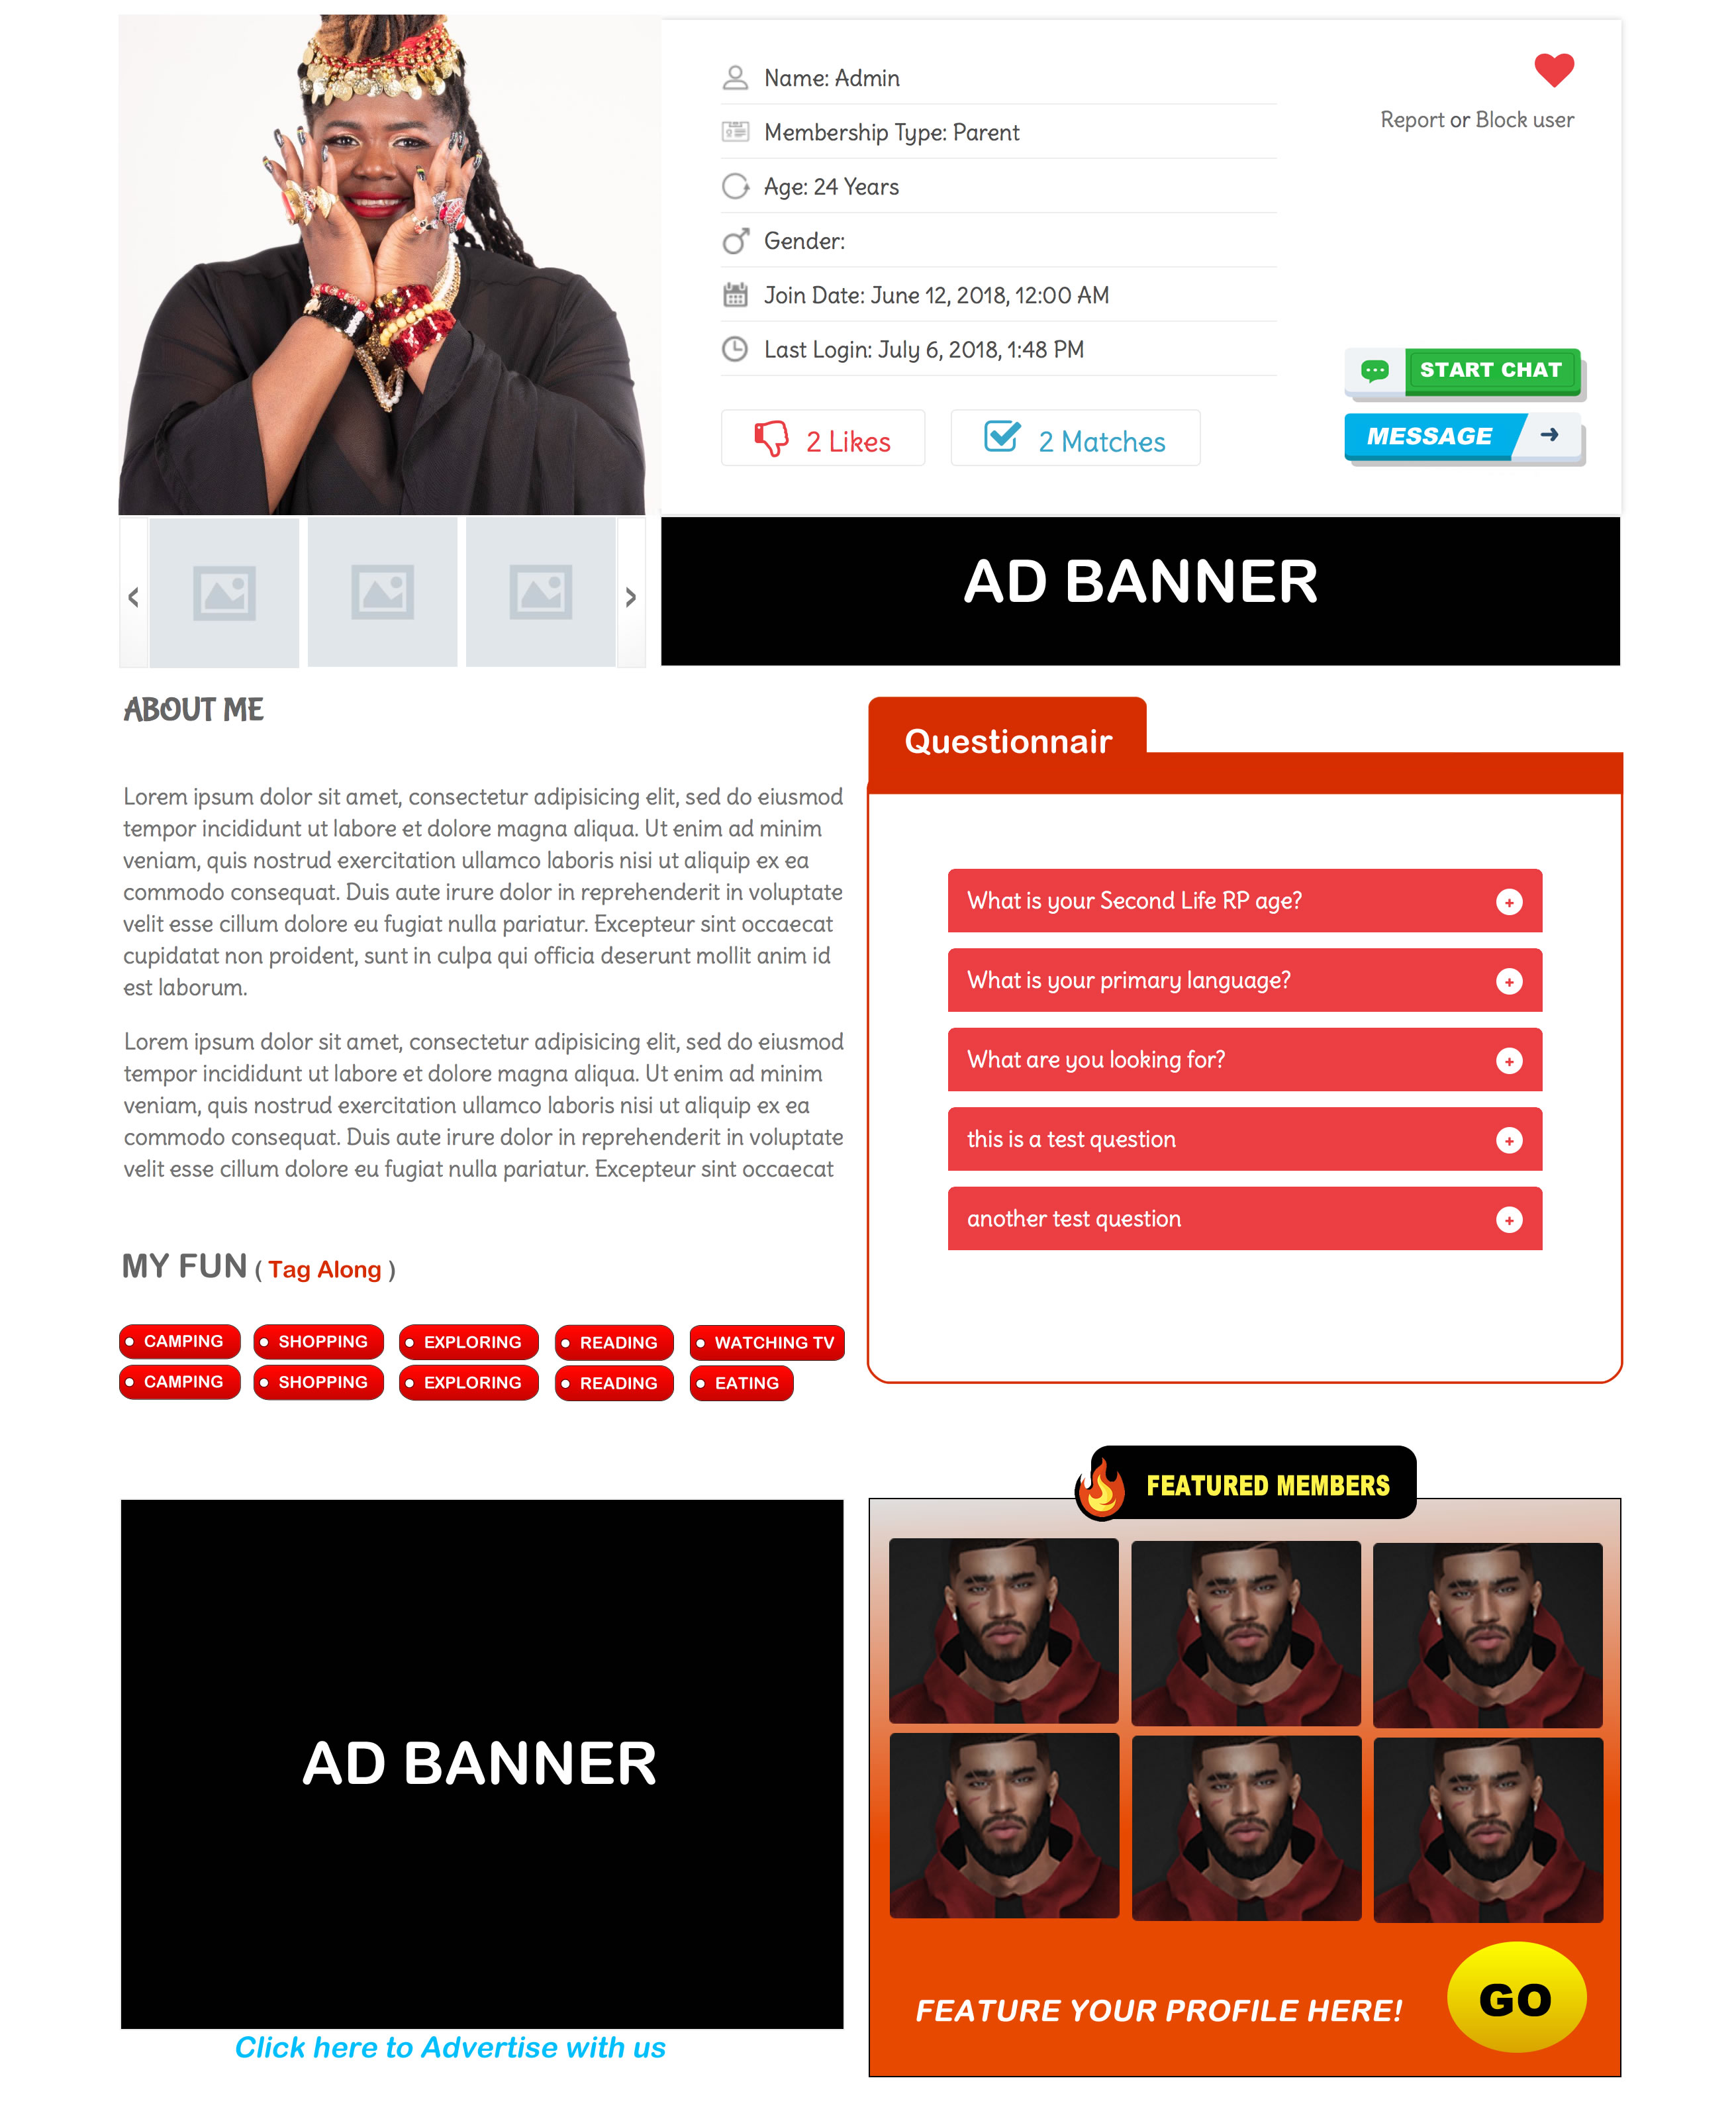 Name: Admin
Membership Type: Parent
Age: 24 Years
Gender:
Join Date: June 12, 2018, 12:00 AM
Last Login: July 6, 2018, 1:48 PM
2 Likes
2 Matches
Report or Block user
START CHAT
MESSAGE
AD BANNER
ABOUT ME
Lorem ipsum dolor sit amet, consectetur adipisicing elit, sed do eiusmod
tempor incididunt ut labore et dolore magna aliqua. Ut enim ad minim
veniam, quis nostrud exercitation ullamco laboris nisi ut aliquip ex ea
commodo consequat. Duis aute irure dolor in reprehenderit in voluptate
velit esse cillum dolore eu fugiat nulla pariatur. Excepteur sint occaecat
cupidatat non proident, sunt in culpa qui officia deserunt mollit anim id
est laborum.
Lorem ipsum dolor sit amet, consectetur adipisicing elit, sed do eiusmod
tempor incididunt ut labore et dolore magna aliqua. Ut enim ad minim
veniam, quis nostrud exercitation ullamco laboris nisi ut aliquip ex ea
commodo consequat. Duis aute irure dolor in reprehenderit in voluptate
velit esse cillum dolore eu fugiat nulla pariatur. Excepteur sint occaecat
MY FUN ( Tag Along )
CAMPING SHOPPING EXPLORING READING WATCHING TV
CAMPING SHOPPING EXPLORING READING EATING
Questionnair
What is your Second Life RP age?
What is your primary language?
What are you looking for?
this is a test question
another test question
AD BANNER
Click here to Advertise with us
FEATURED MEMBERS
FEATURE YOUR PROFILE HERE!
GO